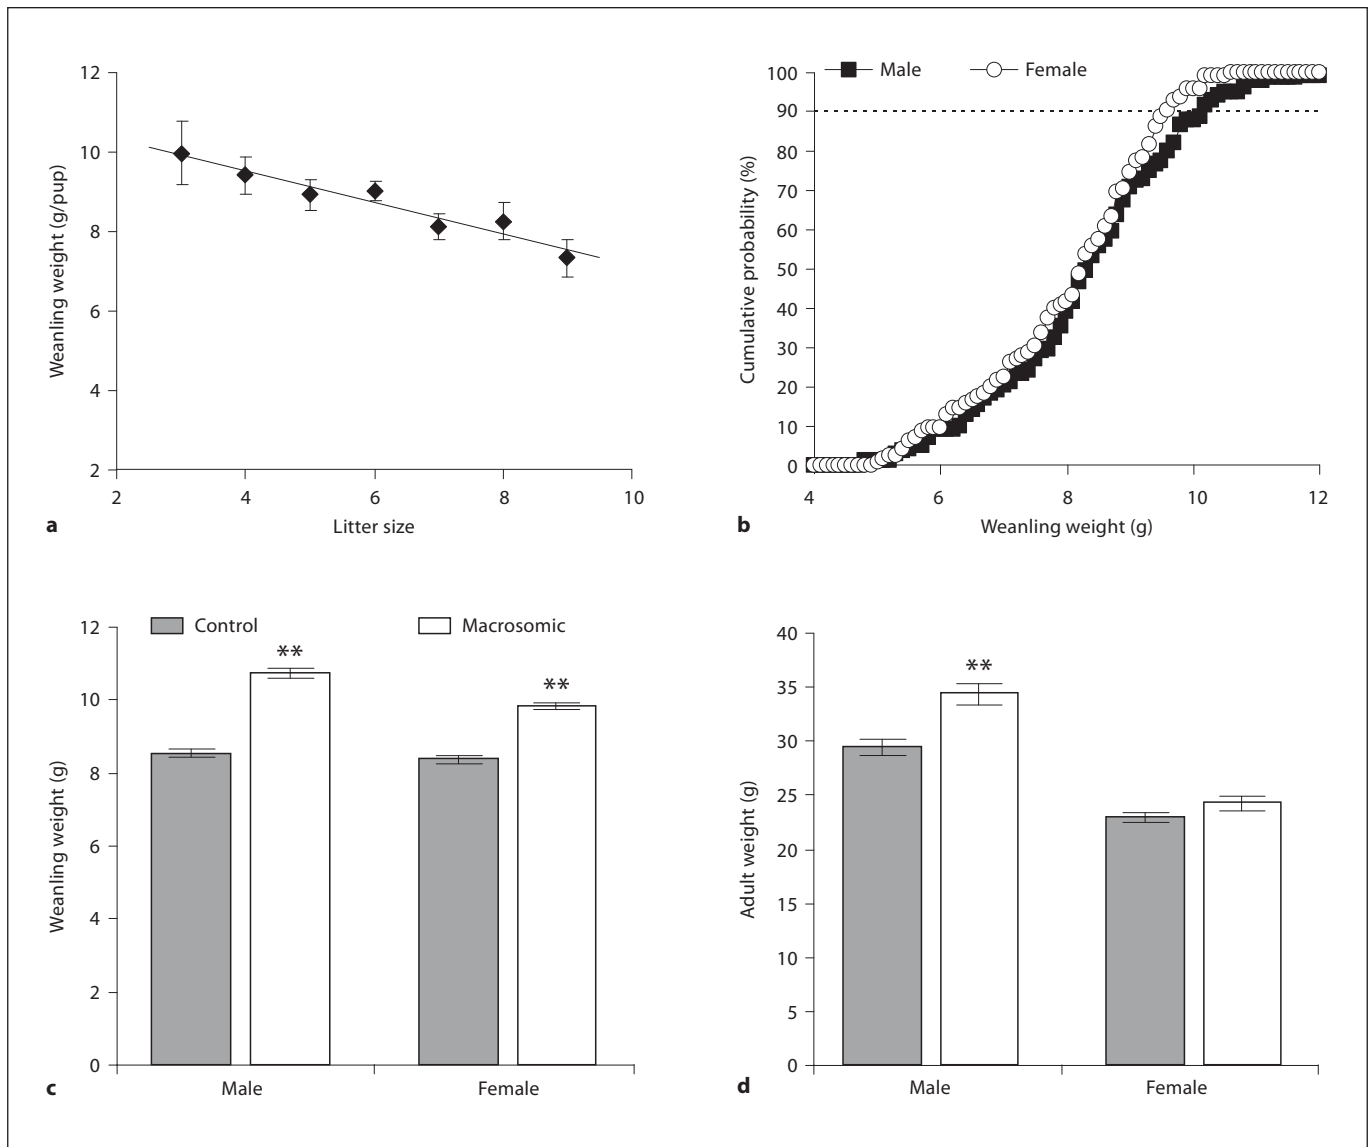 12
10
8
6
4
2
Weanling weight (g/pup)
2 4 6 8 10
Litter size
a
Male Female
100
90
80
70
60
50
40
30
20
10
0
Cumulative probability (%)
4 6 8 10 12
Weanling weight (g)
b
Control Macrosomic
12
10
8
6
4
2
0
Weanling weight (g)
**
**
Male Female
c
40
35
30
25
20
15
10
5
0
Adult weight (g)
**
Male Female
d